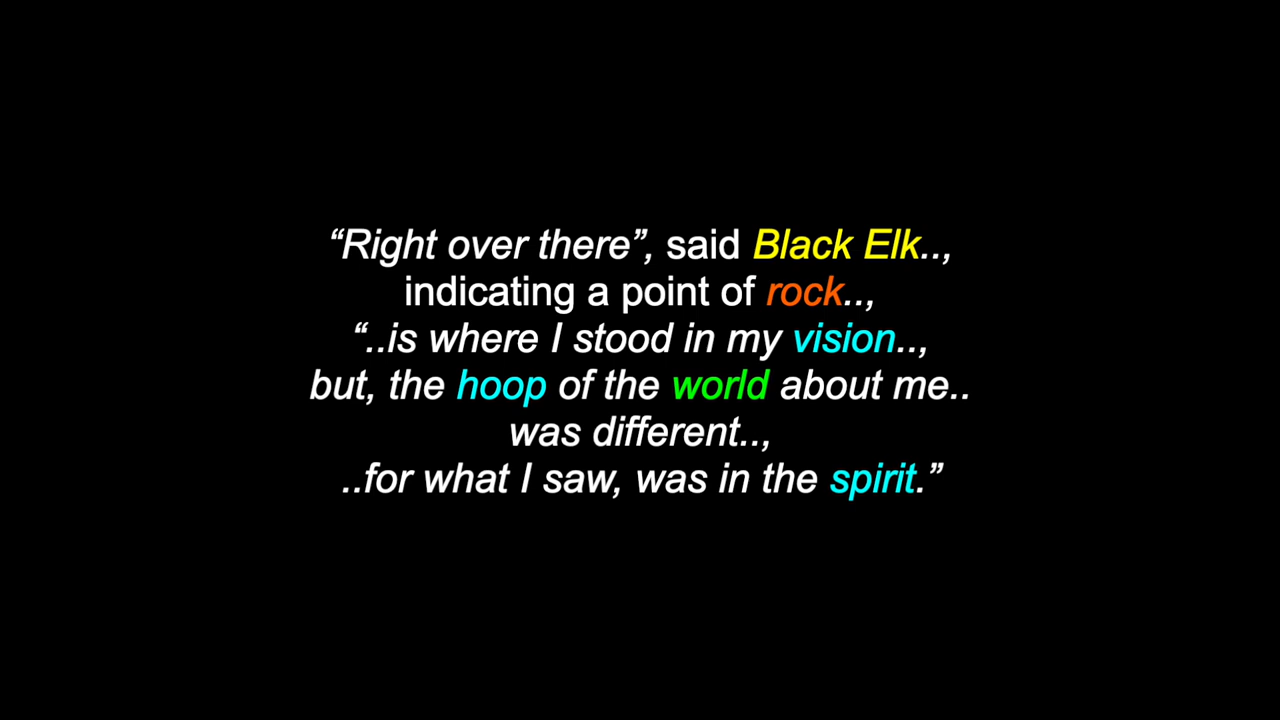 “Right over there”, said Black Elk..,
indicating a point of rock..,
“..is where I stood in my vision..,
but, the hoop of the world about me..
was different..,
..for what I saw, was in the spirit.”